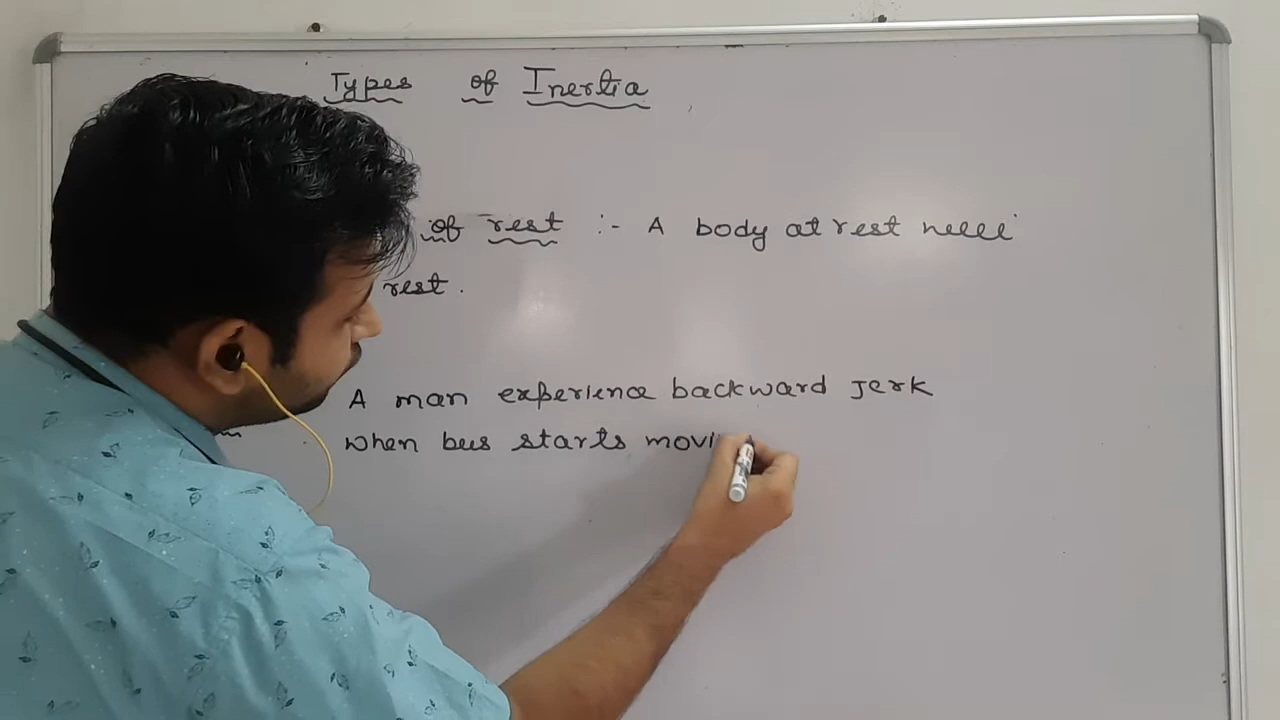 Types of Inertia
of rest :- A body at rest will
rest.
A man experience backward Jerk
when bus starts movi